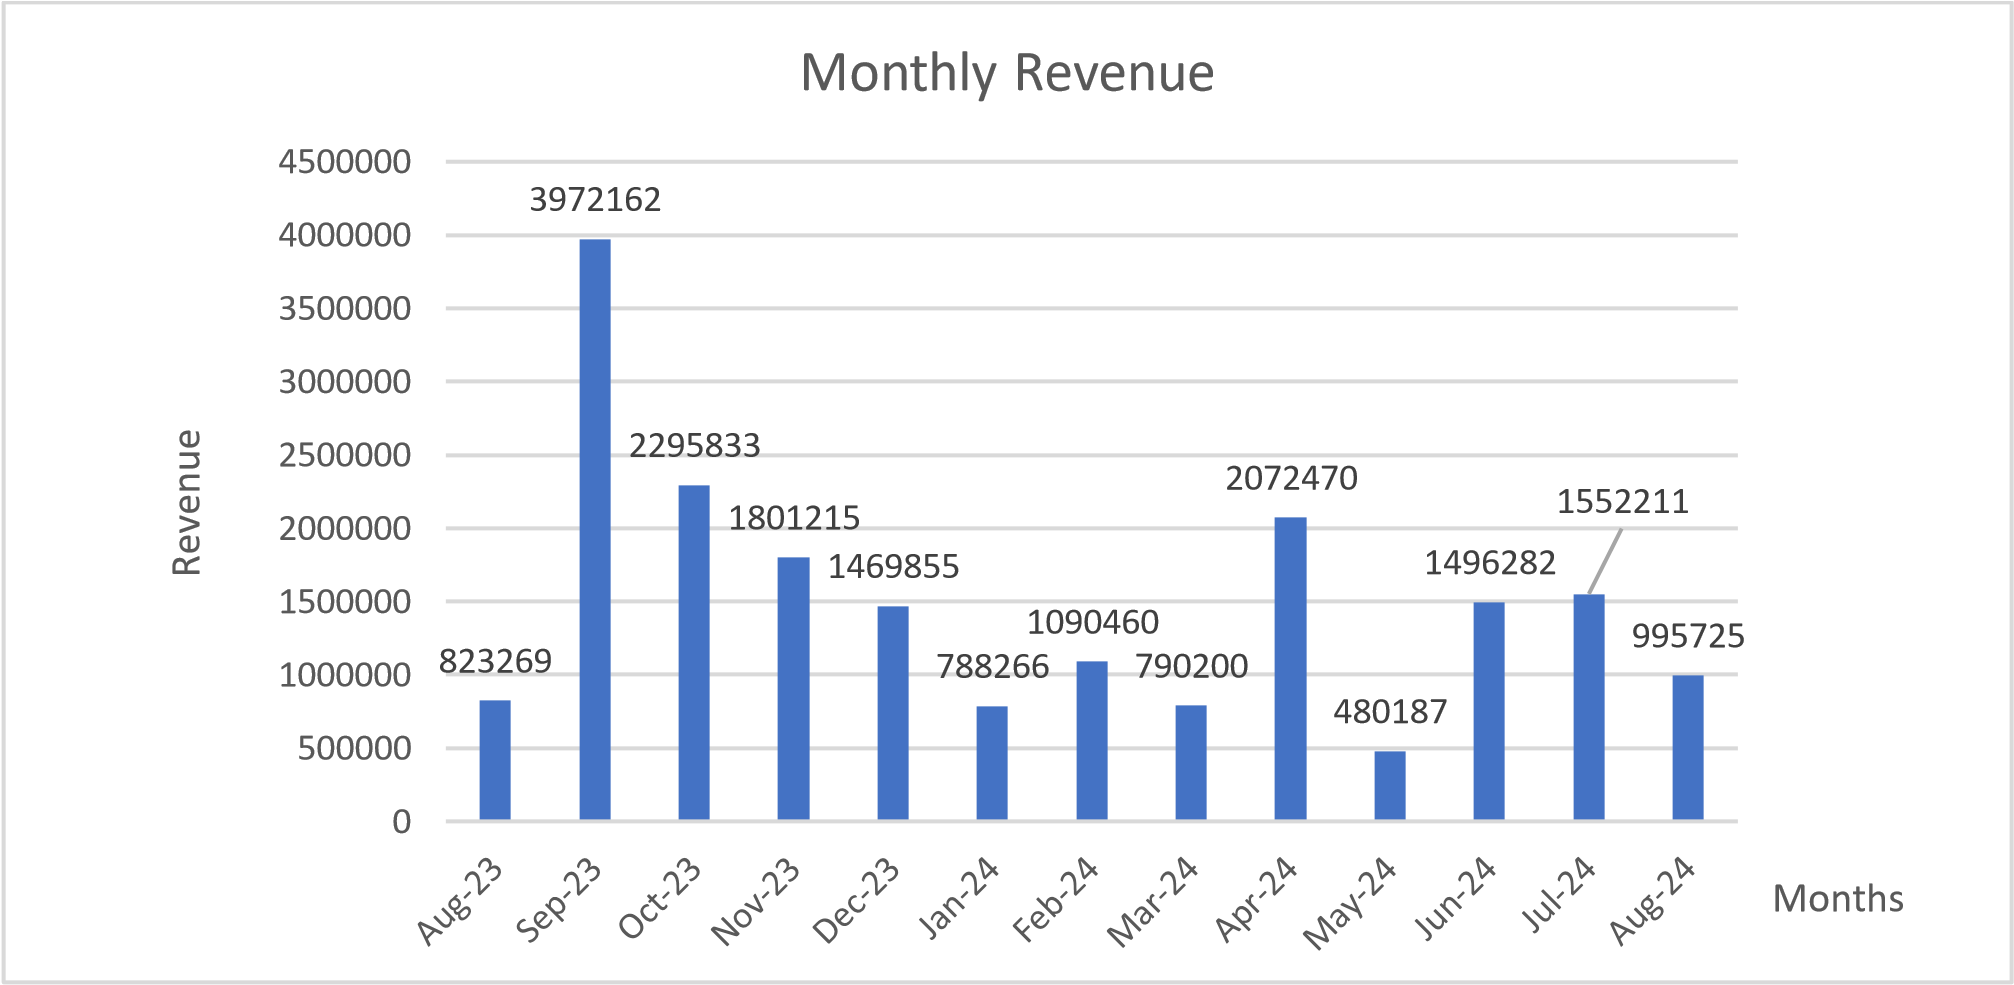 Monthly Revenue
Revenue
4500000
4000000
3500000
3000000
2500000
2000000
1500000
1000000
500000
0
823269
3972162
2295833
1801215
1469855
788266
1090460
790200
2072470
480187
1496282
1552211
995725
Aug-23
Sep-23
Oct-23
Nov-23
Dec-23
Jan-24
Feb-24
Mar-24
Apr-24
May-24
Jun-24
Jul-24
Aug-24
Months